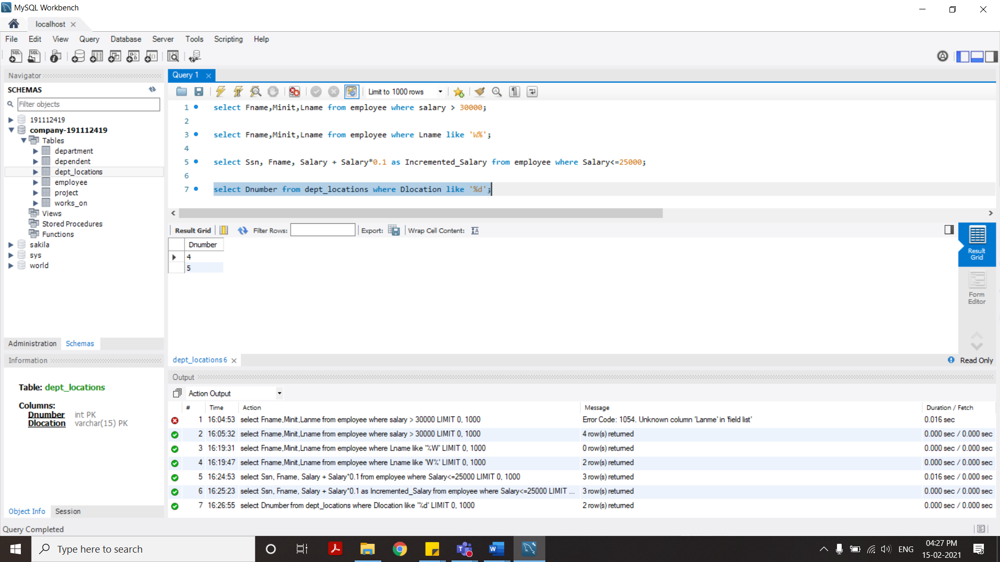 MySQL Workbench
localhost
File Edit View Query Database Server Tools Scripting Help
Navigator
SCHEMAS
Filter objects
191112419
company-191112419
Tables
department
dependent
dept_locations
employee
project
works_on
Views
Stored Procedures
Functions
sakila
sys
world
Administration Schemas
Information
Table: dept_locations
Columns:
Dnumber int PK
Dlocation varchar(15) PK
Object Info Session
Query 1
Limit to 1000 rows
1 select Fname,Minit,Lname from employee where salary > 30000;
2
3 select Fname,Minit,Lname from employee where Lname like 'W%';
4
5 select Ssn, Fname, Salary + Salary*0.1 as Incremented_Salary from employee where Salary<=25000;
6
7 select Dnumber from dept_locations where Dlocation like '%d';
Result Grid Filter Rows: Export: Wrap Cell Content:
Dnumber
4
5
Result
Grid
Form
Editor
dept_locations6
Read Only
Output
Action Output
# Time Action Message Duration / Fetch
1 16:04:53 select Fname,Minit,Lanme from employee where salary > 30000 LIMIT 0, 1000 Error Code: 1054. Unknown column 'Lanme' in 'field list' 0.016 sec
2 16:05:32 select Fname,Minit,Lname from employee where salary > 30000 LIMIT 0, 1000 4 row(s) returned 0.000 sec / 0.000 sec
3 16:19:31 select Fname,Minit,Lname from employee where Lname like '%W' LIMIT 0, 1000 0 row(s) returned 0.000 sec / 0.000 sec
4 16:19:47 select Fname,Minit,Lname from employee where Lname like 'W%' LIMIT 0, 1000 2 row(s) returned 0.000 sec / 0.000 sec
5 16:24:53 select Ssn, Fname, Salary + Salary*0.1 from employee where Salary<=25000 LIMIT 0, 1000 3 row(s) returned 0.016 sec / 0.000 sec
6 16:25:23 select Ssn, Fname, Salary + Salary*0.1 as Incremented_Salary from employee where Salary<=25000 LIMIT ... 3 row(s) returned 0.000 sec / 0.000 sec
7 16:26:55 select Dnumber from dept_locations where Dlocation like '%d' LIMIT 0, 1000 2 row(s) returned 0.000 sec / 0.000 sec
Query Completed
Type here to search
ENG
04:27 PM
15-02-2021